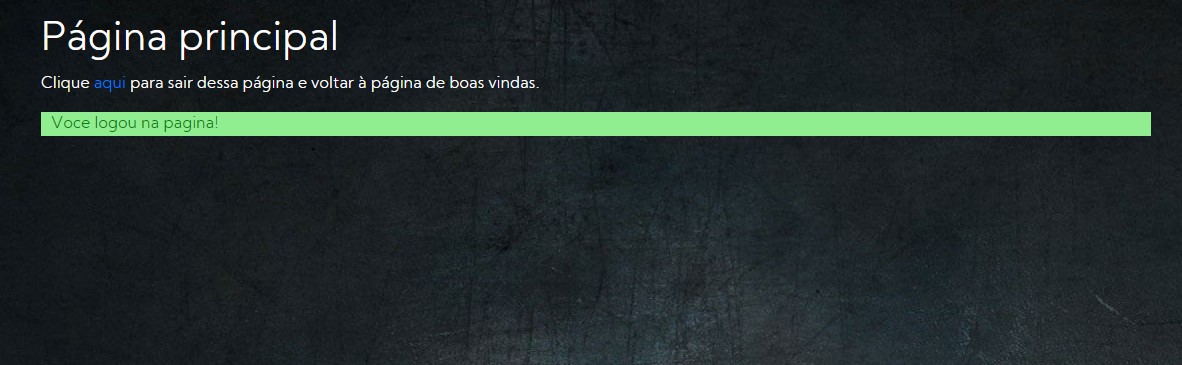 Página principal
Clique aqui para sair dessa página e voltar à página de boas vindas.
Voce logou na pagina!